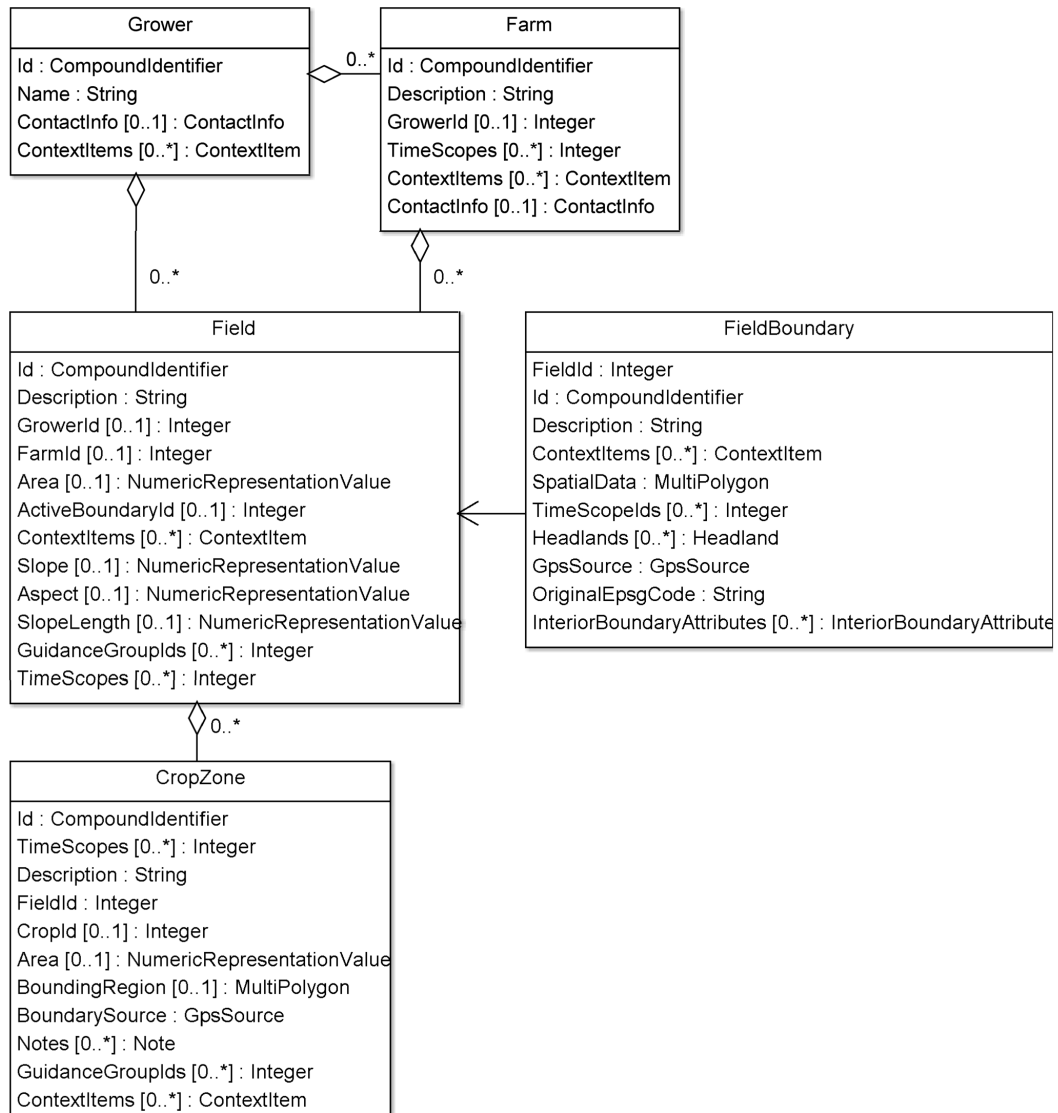 Grower
Id : CompoundIdentifier
Name : String
ContactInfo [0..1] : ContactInfo
ContextItems [0..*] : ContextItem
0..*
Farm
Id : CompoundIdentifier
Description : String
GrowerId [0..1] : Integer
TimeScopes [0..*] : Integer
ContextItems [0..*] : ContextItem
ContactInfo [0..1] : ContactInfo
0..*
0..*
Field
Id : CompoundIdentifier
Description : String
GrowerId [0..1] : Integer
FarmId [0..1] : Integer
Area [0..1] : NumericRepresentationValue
ActiveBoundaryId [0..1] : Integer
ContextItems [0..*] : ContextItem
Slope [0..1] : NumericRepresentationValue
Aspect [0..1] : NumericRepresentationValue
SlopeLength [0..1] : NumericRepresentationValue
GuidanceGroupIds [0..*] : Integer
TimeScopes [0..*] : Integer
FieldBoundary
FieldId : Integer
Id : CompoundIdentifier
Description : String
ContextItems [0..*] : ContextItem
SpatialData : MultiPolygon
TimeScopeIds [0..*] : Integer
Headlands [0..*] : Headland
GpsSource : GpsSource
OriginalEpsgCode : String
InteriorBoundaryAttributes [0..*] : InteriorBoundaryAttribute
0..*
CropZone
Id : CompoundIdentifier
TimeScopes [0..*] : Integer
Description : String
FieldId : Integer
CropId [0..1] : Integer
Area [0..1] : NumericRepresentationValue
BoundingRegion [0..1] : MultiPolygon
BoundarySource : GpsSource
Notes [0..*] : Note
GuidanceGroupIds [0..*] : Integer
ContextItems [0..*] : ContextItem